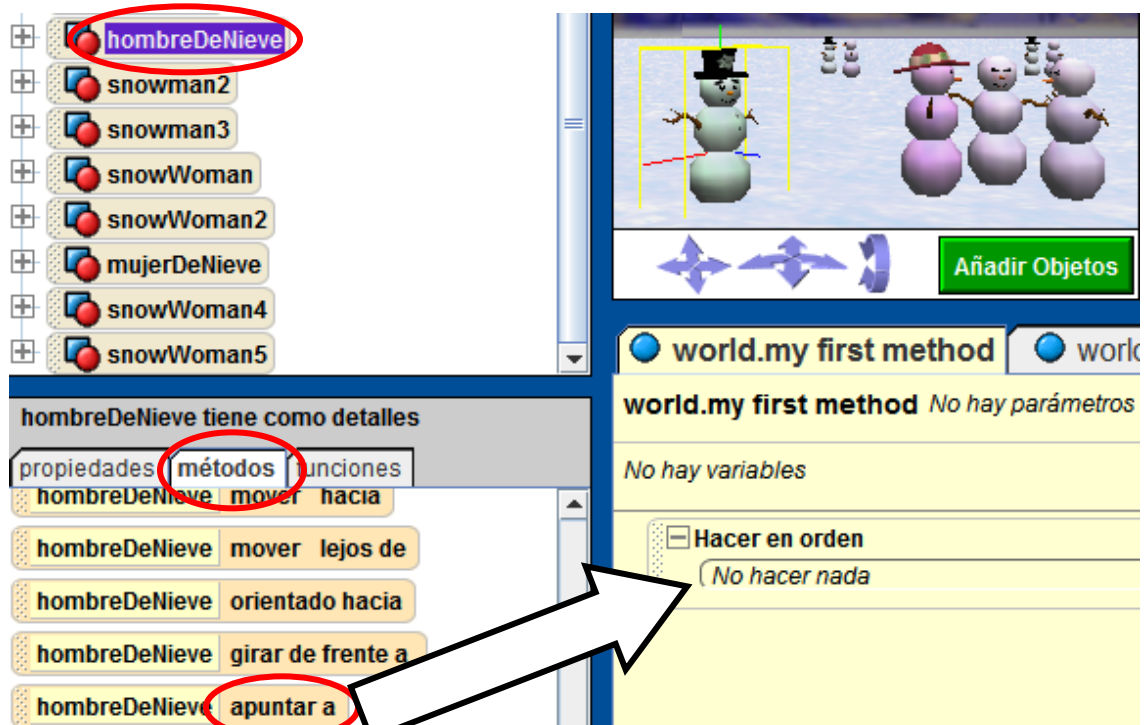 hombreDeNieve
snowman2
snowman3
snowWoman
snowWoman2
mujerDeNieve
snowWoman4
snowWoman5
Añadir Objetos
hombreDeNieve tiene como detalles
propiedades métodos funciones
hombreDeNieve mover hacia
hombreDeNieve mover lejos de
hombreDeNieve orientado hacia
hombreDeNieve girar de frente a
hombreDeNieve apuntar a
world.my first method
world.my first method No hay parámetros
No hay variables
Hacer en orden
No hacer nada